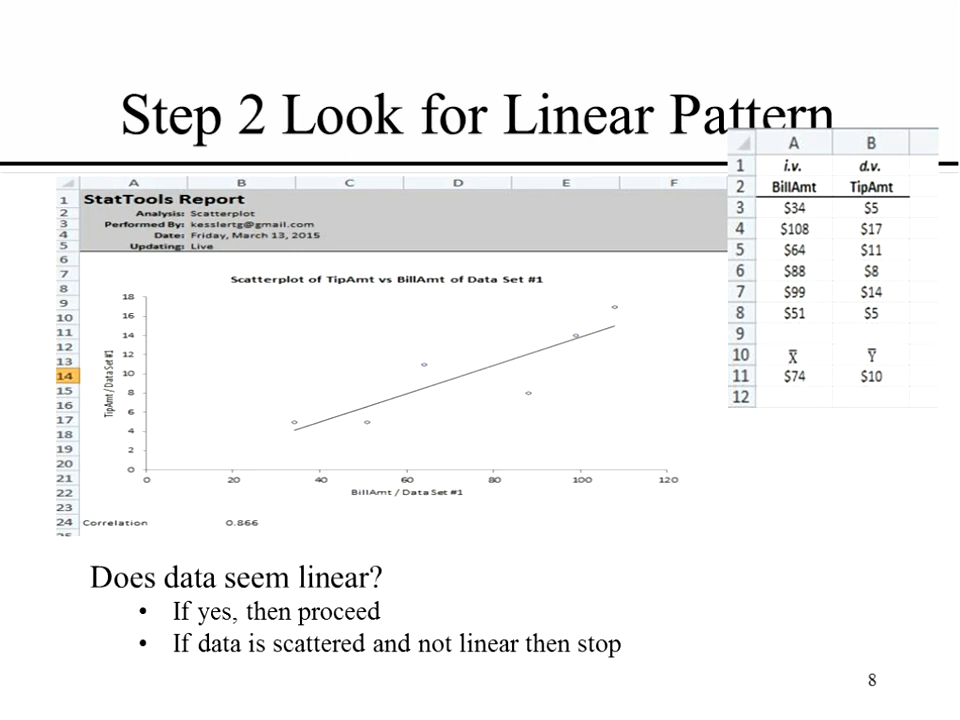 Step 2 Look for Linear Pattern
A B C D E F
1 StatTools Report
2 Analysis: Scatterplot
3 Performed By: kesslertg@gmail.com
4 Date: Friday, March 13, 2015
5 Updating: Live
6
7
8
9
10
11
12
13
14
15
16
17
18
19
20
21
22
23
24 Correlation 0.866
25
Scatterplot of TipAmt vs BillAmt of Data Set #1
TipAmt / Data Set #1
18
16
14
12
10
8
6
4
2
0
0 20 40 60 80 100 120
BillAmt / Data Set #1
A B
1 i.v. d.v.
2 BillAmt TipAmt
3 $34 $5
4 $108 $17
5 $64 $11
6 $88 $8
7 $99 $14
8 $51 $5
9
10 X̅ Y̅
11 $74 $10
12
Does data seem linear?
• If yes, then proceed
• If data is scattered and not linear then stop
8